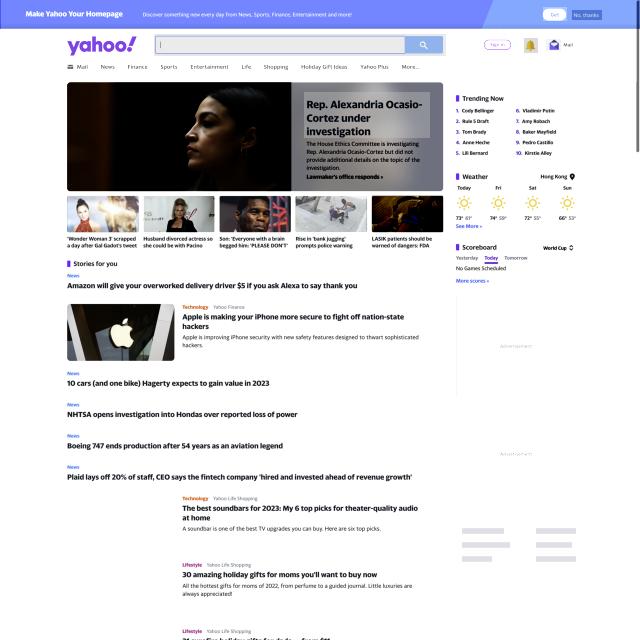 Make Yahoo Your Homepage
Discover something new every day from News, Sports, Finance, Entertainment and more!
Get
No, thanks
yahoo!
Sign in
Mail
Mail News Finance Sports Entertainment Life Shopping Holiday Gift Ideas Yahoo Plus More...
Rep. Alexandria Ocasio-
Cortez under
investigation
The House Ethics Committee is investigating
Rep. Alexandria Ocasio-Cortez but did not
provide additional details on the topic of the
investigation.
Lawmaker's office responds »
'Wonder Woman 3' scrapped
a day after Gal Gadot's tweet
Husband divorced actress so
she could be with Pacino
Son: 'Everyone with a brain
begged him: 'PLEASE DON'T'
Rise in 'bank jugging'
prompts police warning
LASIK patients should be
warned of dangers: FDA
Stories for you
News
Amazon will give your overworked delivery driver $5 if you ask Alexa to say thank you
Technology Yahoo Finance
Apple is making your iPhone more secure to fight off nation-state
hackers
Apple is improving iPhone security with new safety features designed to thwart sophisticated
hackers.
News
10 cars (and one bike) Hagerty expects to gain value in 2023
News
NHTSA opens investigation into Hondas over reported loss of power
News
Boeing 747 ends production after 54 years as an aviation legend
News
Plaid lays off 20% of staff, CEO says the fintech company 'hired and invested ahead of revenue growth'
Technology Yahoo Life Shopping
The best soundbars for 2023: My 6 top picks for theater-quality audio
at home
A soundbar is one of the best TV upgrades you can buy. Here are six top picks.
Lifestyle Yahoo Life Shopping
30 amazing holiday gifts for moms you'll want to buy now
All the hottest gifts for moms of 2022, from perfume to a guided journal. Little luxuries are
always appreciated!
Lifestyle Yahoo Life Shopping
Trending Now
1. Cody Bellinger
2. Rule 5 Draft
3. Tom Brady
4. Anne Heche
5. Lili Bernard
6. Vladimir Putin
7. Amy Robach
8. Baker Mayfield
9. Pedro Castillo
10. Kirstie Alley
Weather
Hong Kong
Today Fri Sat Sun
73° 61° 74° 59° 72° 55° 66° 53°
See More »
Scoreboard
World Cup
Yesterday Today Tomorrow
No Games Scheduled
More scores »
Advertisement
Advertisement